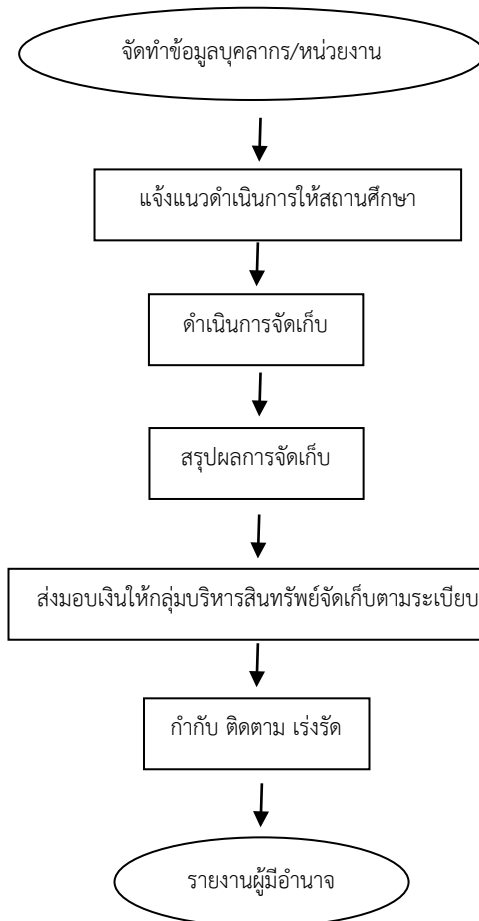 จัดทำข้อมูลบุคลากร/หน่วยงาน
แจ้งแนวดำเนินการให้สถานศึกษา
ดำเนินการจัดเก็บ
สรุปผลการจัดเก็บ
ส่งมอบเงินให้กลุ่มบริหารสินทรัพย์จัดเก็บตามระเบียบ
กำกับ ติดตาม เร่งรัด
รายงานผู้มีอำนาจ